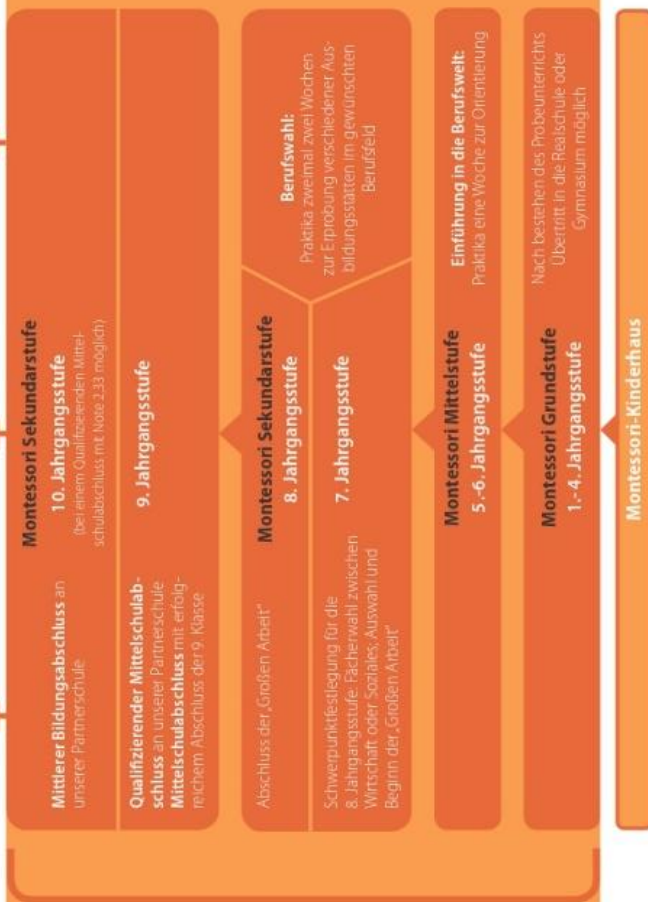 Montessori Sekundarstufe
10. Jahrgangsstufe
(bei einem Qualifizierenden Mittel-
schulabschluss mit Note 2,33 möglich)
Mittlerer Bildungsabschluss an
unserer Partnerschule
9. Jahrgangsstufe
Qualifizierender Mittelschulab-
schluss an unserer Partnerschule
Mittelschulabschluss mit erfolg-
reichem Abschluss der 9. Klasse
Montessori Sekundarstufe
8. Jahrgangsstufe
Abschluss der „Großen Arbeit“
7. Jahrgangsstufe
Schwerpunktfestlegung für die
8. Jahrgangsstufe: Fächerwahl zwischen
Wirtschaft oder Soziales, Auswahl und
Beginn der „Großen Arbeit“
Berufswahl:
Praktika zweimal zwei Wochen
zur Erprobung verschiedener Aus-
bildungsstätten im gewünschten
Berufsfeld
Montessori Mittelstufe
5.-6. Jahrgangsstufe
Einführung in die Berufswelt:
Praktika eine Woche zur Orientierung
Montessori Grundstufe
1.-4. Jahrgangsstufe
Nach bestehen des Probeunterrichts
Übertritt in die Realschule oder
Gymnasium möglich
Montessori-Kinderhaus